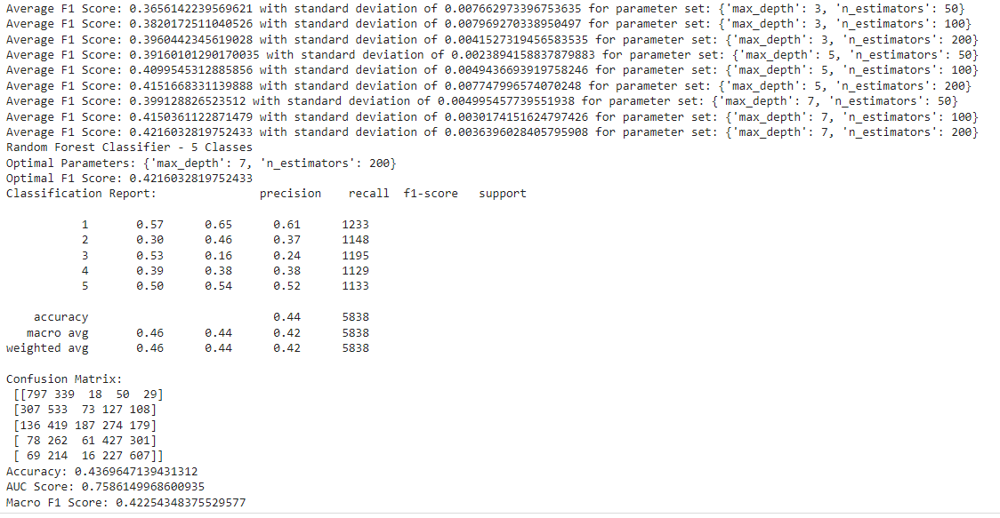 Average F1 Score: 0.3656142239569621 with standard deviation of 0.007662973396753635 for parameter set: {'max_depth': 3, 'n_estimators': 50}
Average F1 Score: 0.3820172511040526 with standard deviation of 0.007969270338950497 for parameter set: {'max_depth': 3, 'n_estimators': 100}
Average F1 Score: 0.3960442345619028 with standard deviation of 0.0041527319456583535 for parameter set: {'max_depth': 3, 'n_estimators': 200}
Average F1 Score: 0.39160101290170035 with standard deviation of 0.0023894158837879883 for parameter set: {'max_depth': 5, 'n_estimators': 50}
Average F1 Score: 0.4099545312885856 with standard deviation of 0.0049436693919758246 for parameter set: {'max_depth': 5, 'n_estimators': 100}
Average F1 Score: 0.4151668331139888 with standard deviation of 0.007747996574070248 for parameter set: {'max_depth': 5, 'n_estimators': 200}
Average F1 Score: 0.399128826523512 with standard deviation of 0.004995457739551938 for parameter set: {'max_depth': 7, 'n_estimators': 50}
Average F1 Score: 0.4150361122871479 with standard deviation of 0.0030174151624797426 for parameter set: {'max_depth': 7, 'n_estimators': 100}
Average F1 Score: 0.4216032819752433 with standard deviation of 0.0036396028405795908 for parameter set: {'max_depth': 7, 'n_estimators': 200}
Random Forest Classifier - 5 Classes
Optimal Parameters: {'max_depth': 7, 'n_estimators': 200}
Optimal F1 Score: 0.4216032819752433
Classification Report:               precision    recall  f1-score   support
1       0.57      0.65      0.61      1233
2       0.30      0.46      0.37      1148
3       0.53      0.16      0.24      1195
4       0.39      0.38      0.38      1129
5       0.50      0.54      0.52      1133
accuracy                           0.44      5838
macro avg       0.46      0.44      0.42      5838
weighted avg       0.46      0.44      0.42      5838
Confusion Matrix:
[[797 339  18  50  29]
[307 533  73 127 108]
[136 419 187 274 179]
[ 78 262  61 427 301]
[ 69 214  16 227 607]]
Accuracy: 0.4369647139431312
AUC Score: 0.7586149968600935
Macro F1 Score: 0.42254348375529577